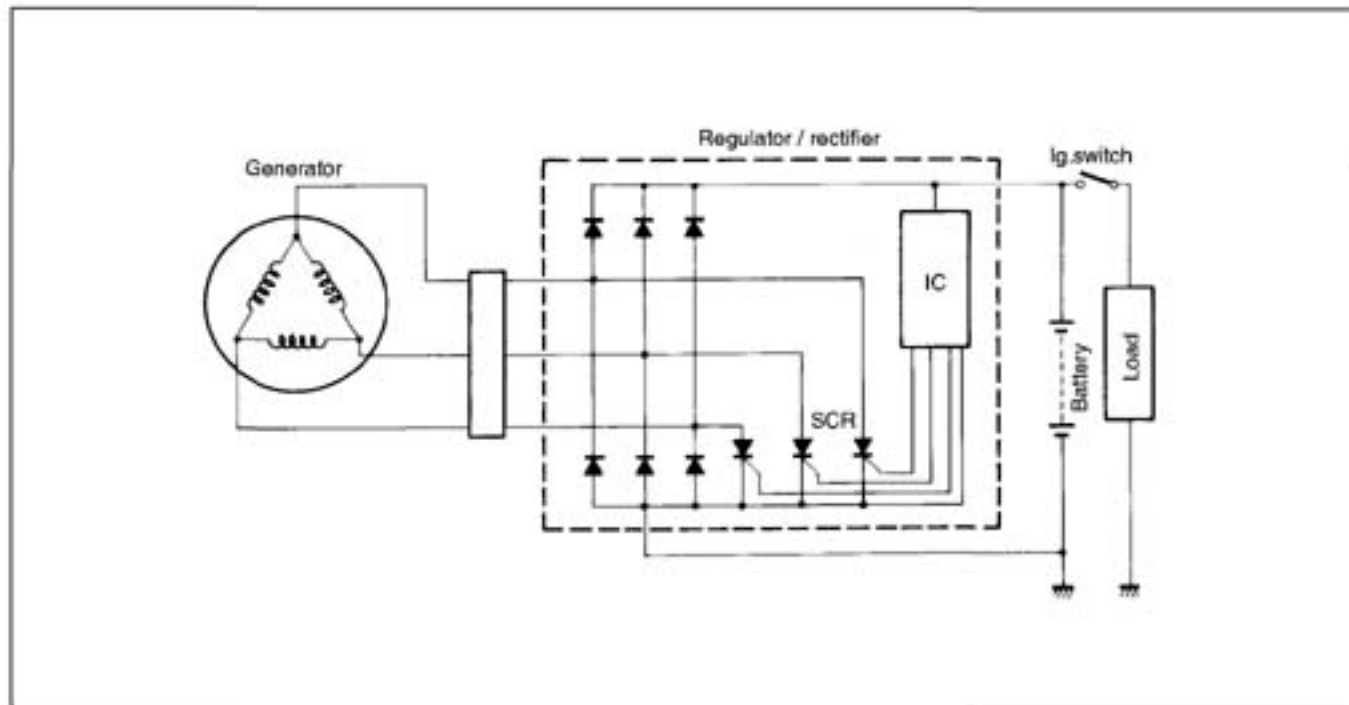 Regulator / rectifier
Ig.switch
Generator
IC
SCR
Battery
Load